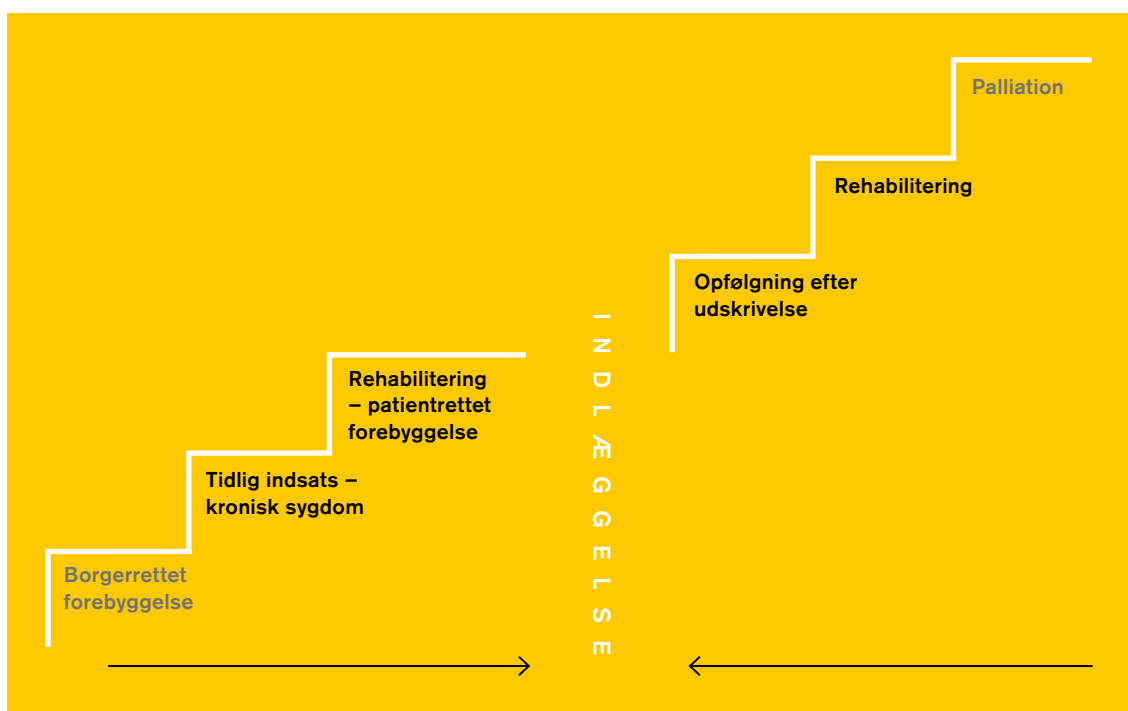 Borgerrettet
forebyggelse
Tidlig indsats –
kronisk sygdom
Rehabilitering
– patientrettet
forebyggelse
INDLÆGGELSE
Opfølgning efter
udskrivelse
Rehabilitering
Palliation